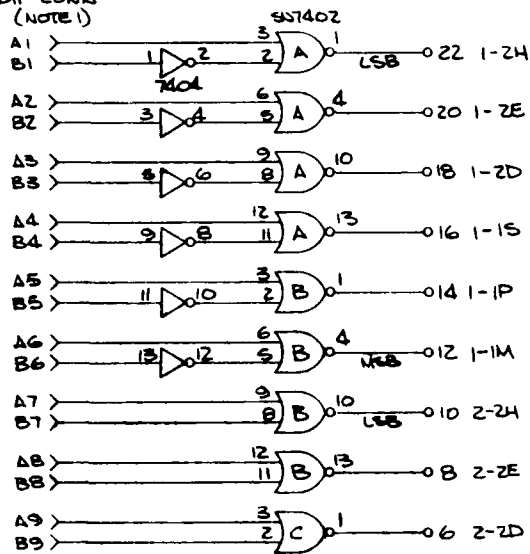 (NOTE 1)
SN7402
A1 3 1
B1 1 2 2 A LSB 22 1-2H
7404
A2 6 4
B2 3 4 5 A 20 1-2E
A3 9 10
B3 5 6 8 A 18 1-2D
A4 12 13
B4 9 8 11 A 16 1-1S
A5 3 1
B5 11 10 2 B 14 1-1P
A6 6 4
B6 13 12 5 B MSB 12 1-1M
A7 9 10
B7 8 B LSB 10 2-2H
A8 12 13
B8 11 B 8 2-2E
A9 3 1
B9 2 C 6 2-2D